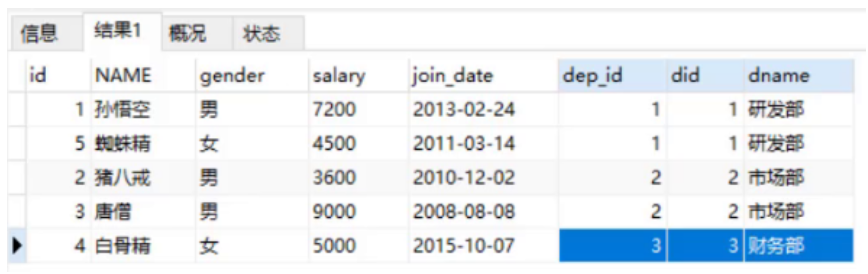 信息 结果1 概况 状态
id NAME gender salary join_date dep_id did dname
1 孙悟空 男 7200 2013-02-24 1 1 研发部
5 蜘蛛精 女 4500 2011-03-14 1 1 研发部
2 猪八戒 男 3600 2010-12-02 2 2 市场部
3 唐僧 男 9000 2008-08-08 2 2 市场部
4 白骨精 女 5000 2015-10-07 3 3 财务部